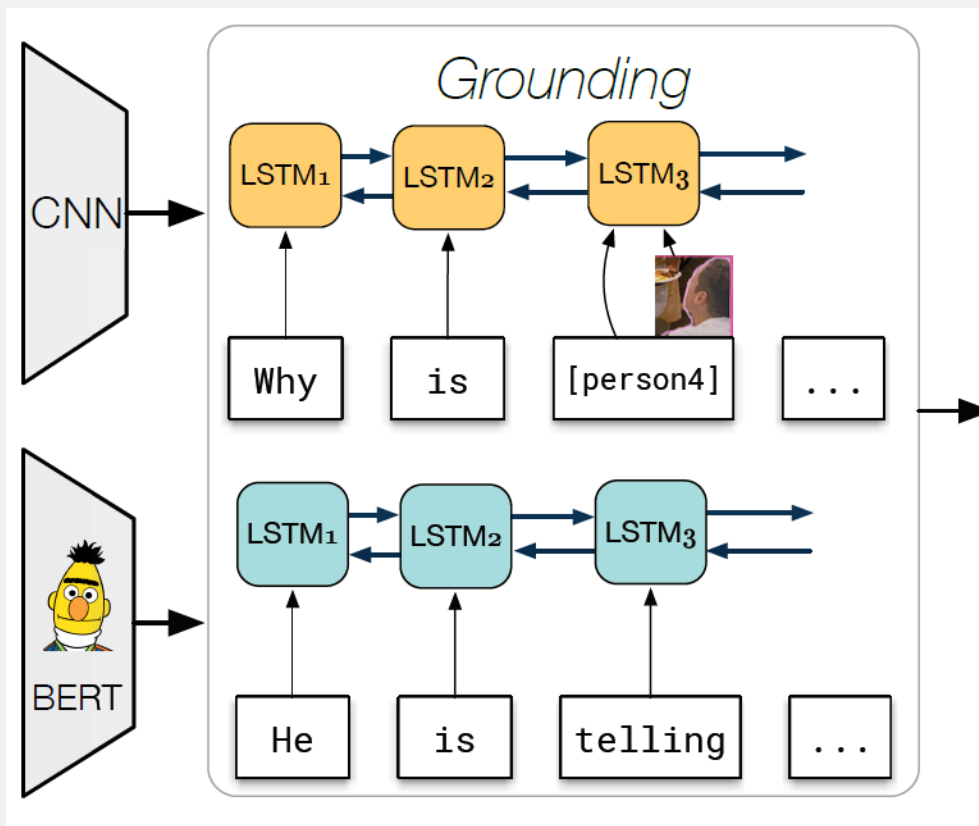 Grounding
CNN
LSTM1 LSTM2 LSTM3
Why is [person4] ...
BERT
LSTM1 LSTM2 LSTM3
He is telling ...